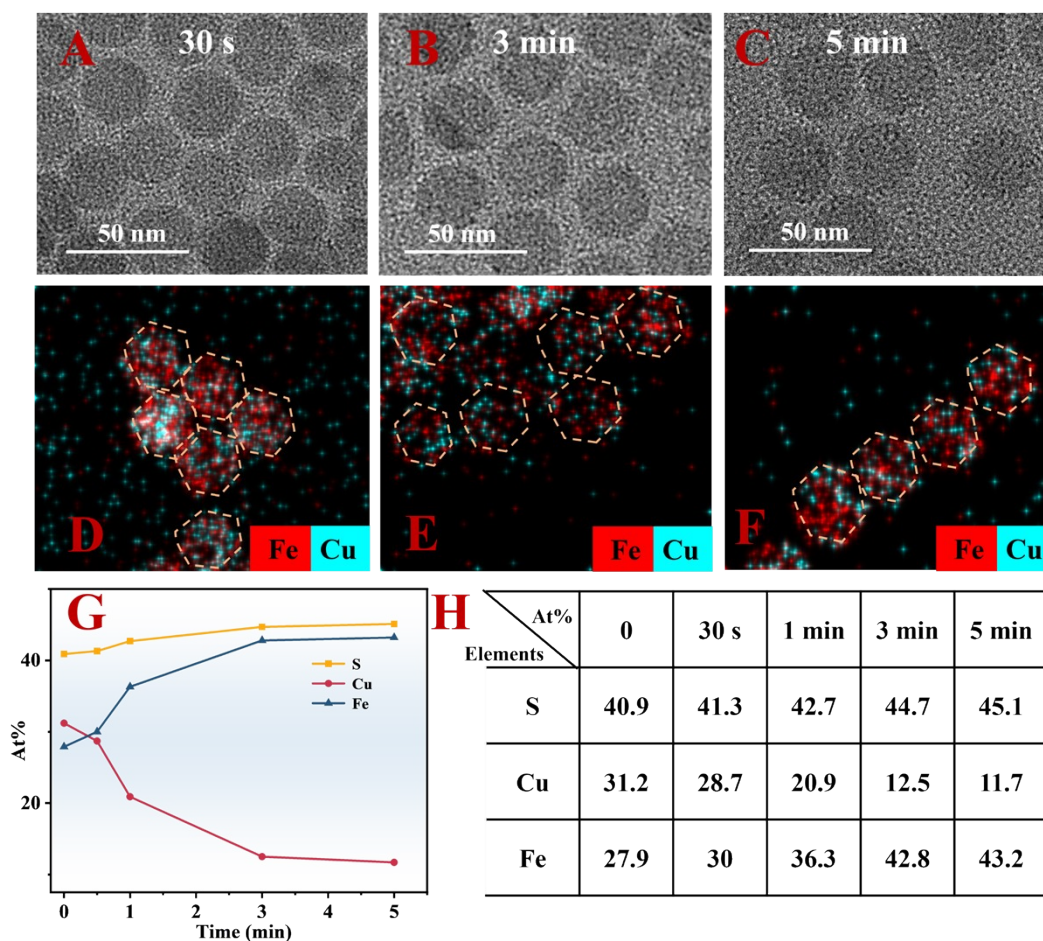 A
30 s
50 nm
B
3 min
50 nm
C
5 min
50 nm
D
Fe Cu
E
Fe Cu
F
Fe Cu
G
At%
40
20
S
Cu
Fe
0 1 2 3 4 5
Time (min)
H
At%
Elements
0 30 s 1 min 3 min 5 min
S 40.9 41.3 42.7 44.7 45.1
Cu 31.2 28.7 20.9 12.5 11.7
Fe 27.9 30 36.3 42.8 43.2